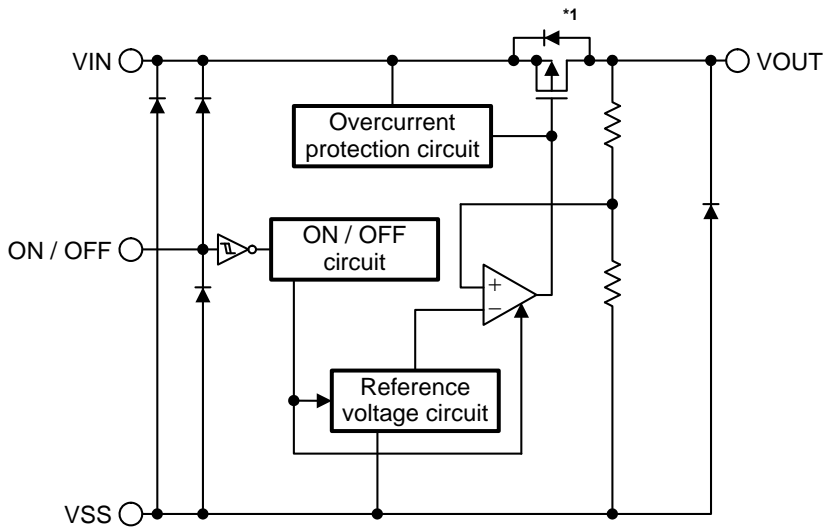 *1
VIN
VOUT
Overcurrent
protection circuit
ON / OFF
ON / OFF
circuit
+
−
Reference
voltage circuit
VSS